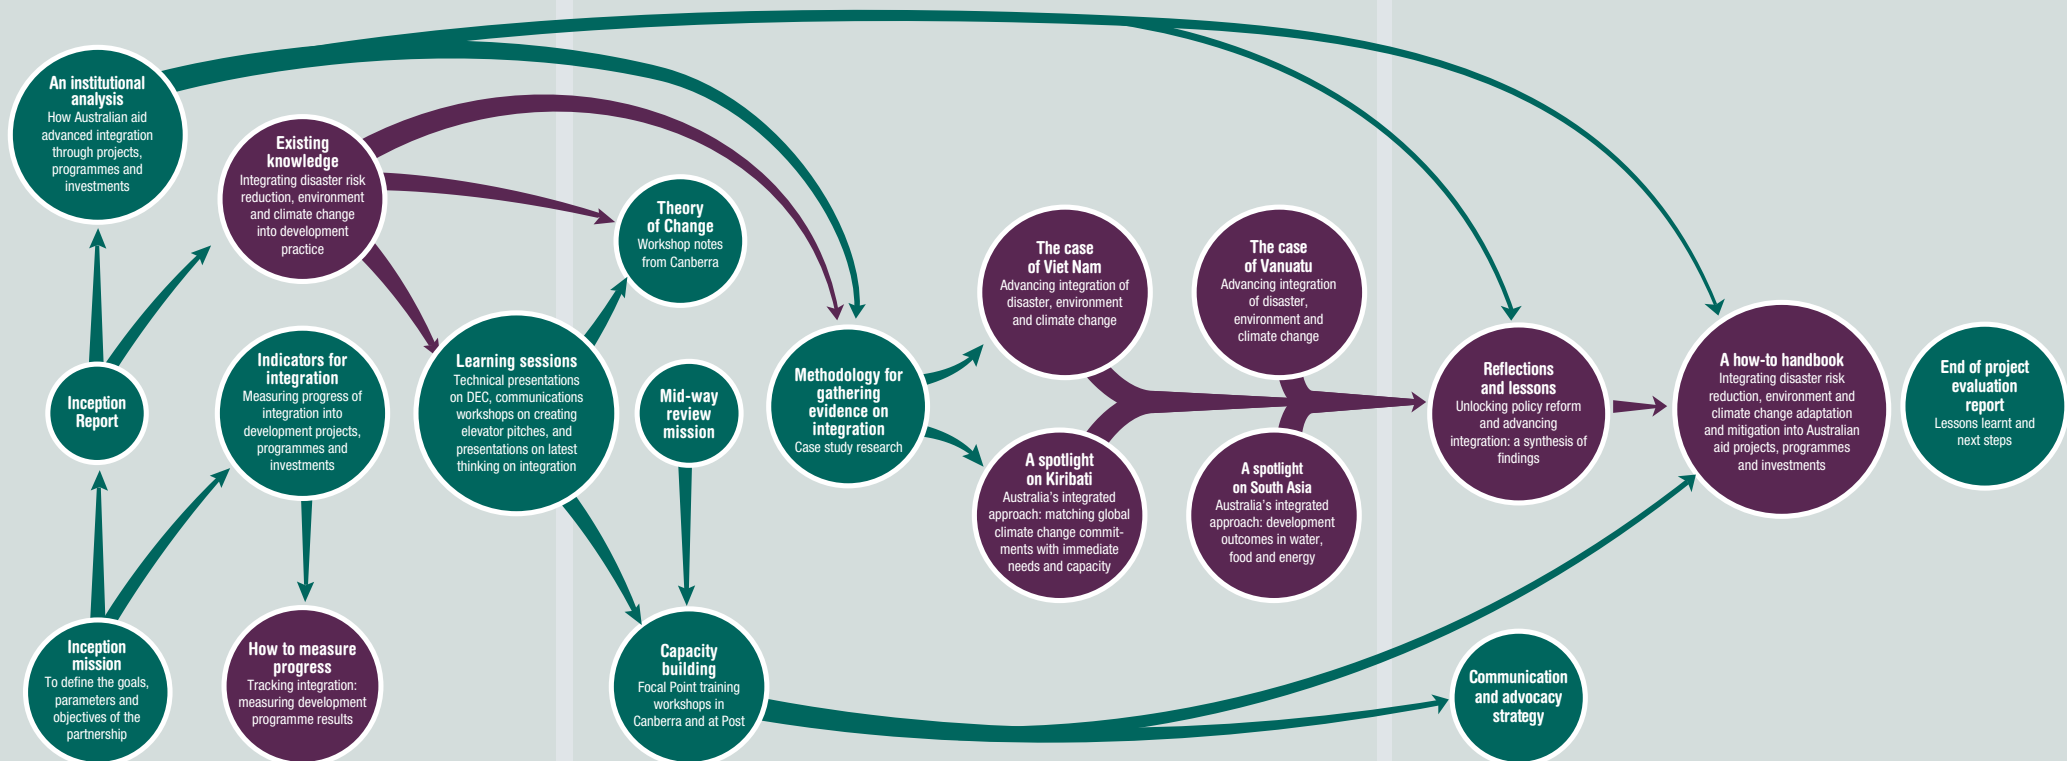 An institutional
analysis
How Australian aid
advanced integration
through projects,
programmes and
investments
Existing
knowledge
Integrating disaster risk
reduction, environment
and climate change
into development
practice
Inception
Report
Indicators for
integration
Measuring progress of
integration into
development projects,
programmes and
investments
Inception
mission
To define the goals,
parameters and
objectives of the
partnership
How to measure
progress
Tracking integration:
measuring development
programme results
Theory
of Change
Workshop notes
from Canberra
Learning sessions
Technical presentations
on DEC, communications
workshops on creating
elevator pitches, and
presentations on latest
thinking on integration
Mid-way
review
mission
Capacity
building
Focal Point training
workshops in
Canberra and at Post
Methodology for
gathering
evidence on
integration
Case study research
The case
of Viet Nam
Advancing integration of
disaster, environment
and climate change
The case
of Vanuatu
Advancing integration
of disaster,
environment and
climate change
A spotlight
on Kiribati
Australia's integrated
approach: matching global
climate change commit-
ments with immediate
needs and capacity
A spotlight
on South Asia
Australia's integrated
approach: development
outcomes in water,
food and energy
Reflections
and lessons
Unlocking policy reform
and advancing
integration: a synthesis of
findings
A how-to handbook
Integrating disaster risk
reduction, environment and
climate change adaptation
and mitigation into Australian
aid projects, programmes
and investments
End of project
evaluation
report
Lessons learnt and
next steps
Communication
and advocacy
strategy